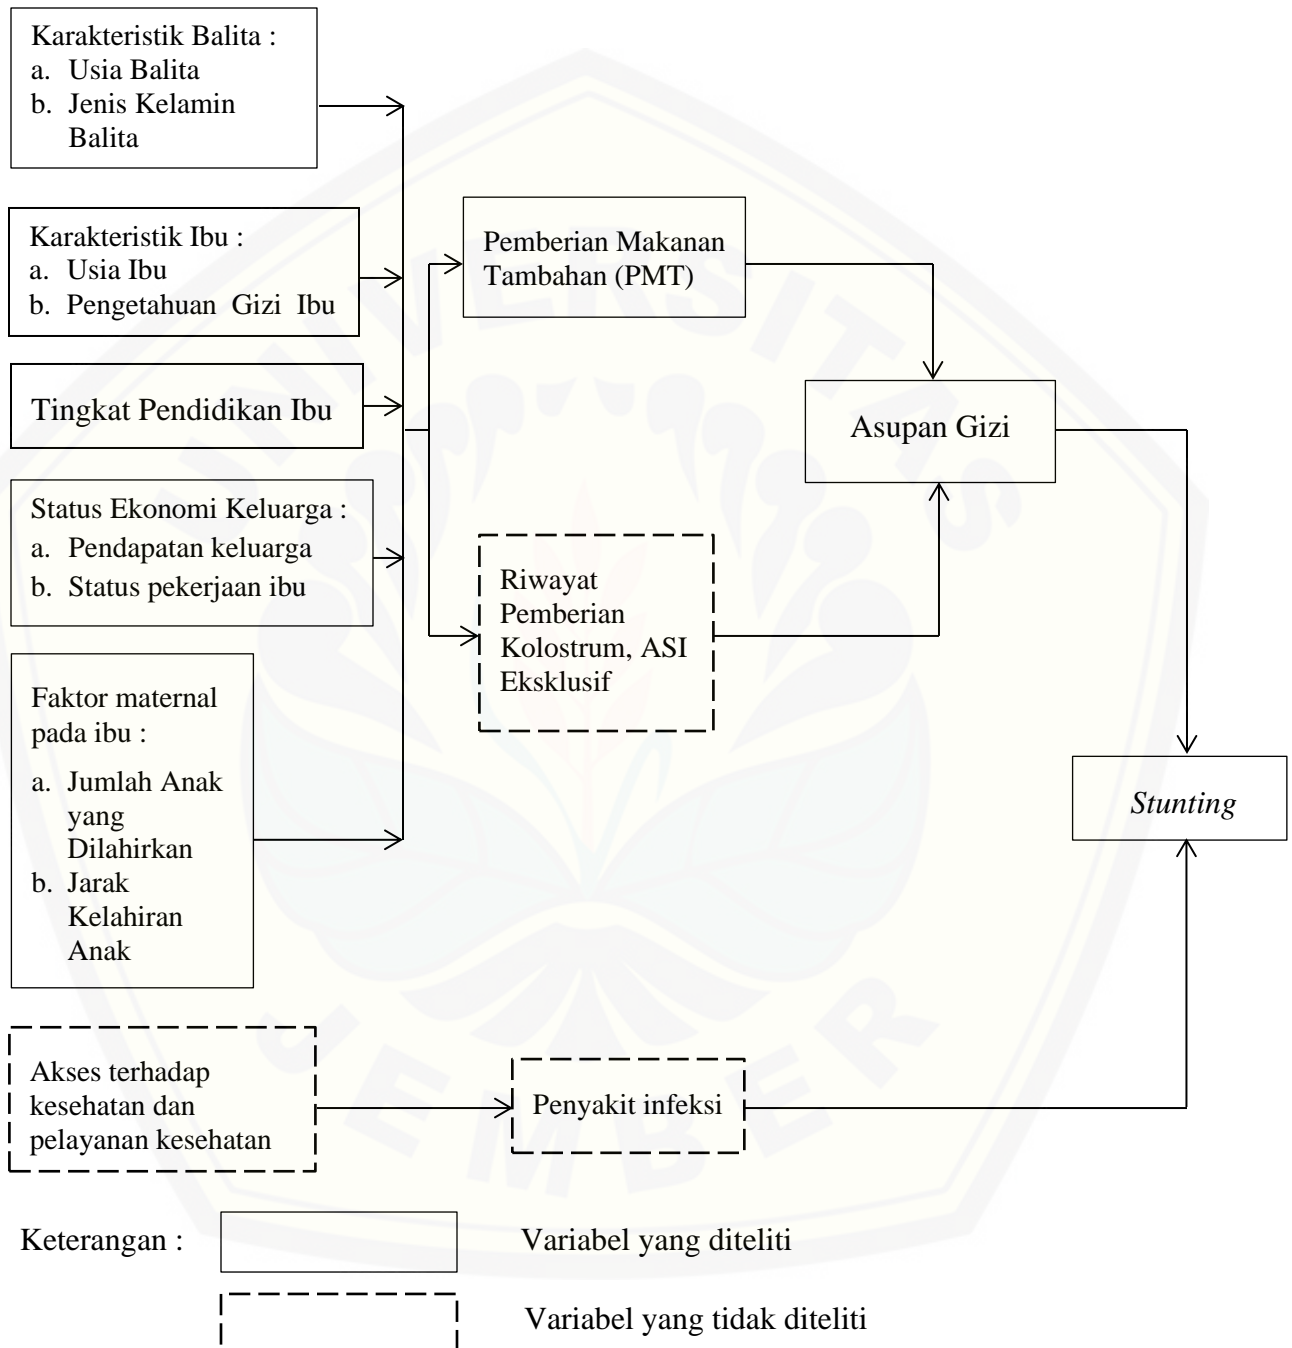 Karakteristik Balita :
a. Usia Balita
b. Jenis Kelamin
Balita
Karakteristik Ibu :
a. Usia Ibu
b. Pengetahuan Gizi Ibu
Tingkat Pendidikan Ibu
Status Ekonomi Keluarga :
a. Pendapatan keluarga
b. Status pekerjaan ibu
Faktor maternal
pada ibu :
a. Jumlah Anak
yang
Dilahirkan
b. Jarak
Kelahiran
Anak
Akses terhadap
kesehatan dan
pelayanan kesehatan
Pemberian Makanan
Tambahan (PMT)
Riwayat
Pemberian
Kolostrum, ASI
Eksklusif
Penyakit infeksi
Asupan Gizi
Stunting
Keterangan :
Variabel yang diteliti
Variabel yang tidak diteliti
UNIVERSITAS
JEMBER